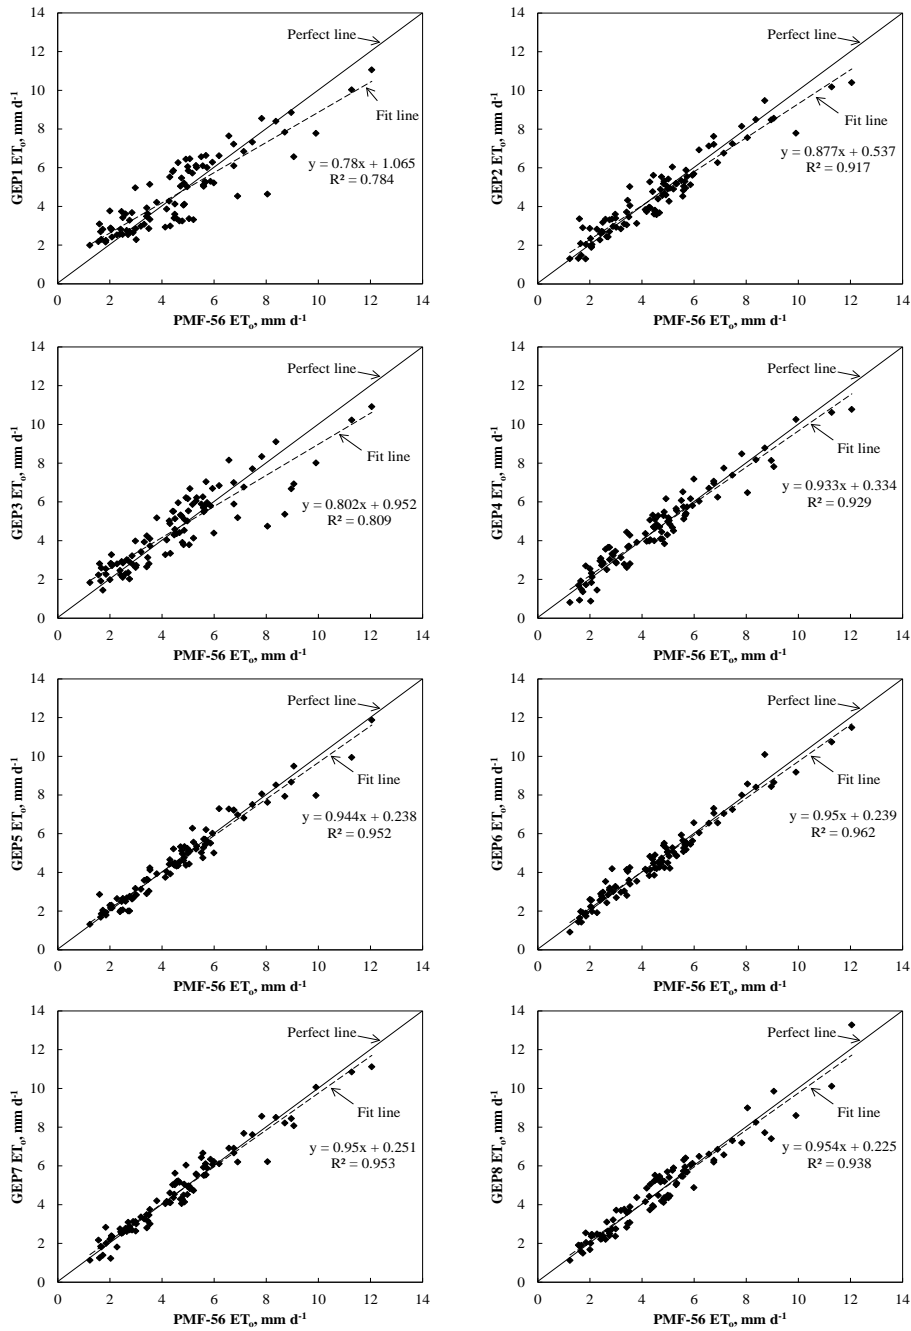 14
12
10
8
6
4
2
0
GEP1 ETₒ, mm d⁻¹
Perfect line
Fit line
y = 0.78x + 1.065
R² = 0.784
0 2 4 6 8 10 12 14
PMF-56 ETₒ, mm d⁻¹
14
12
10
8
6
4
2
0
GEP2 ETₒ, mm d⁻¹
Perfect line
Fit line
y = 0.877x + 0.537
R² = 0.917
0 2 4 6 8 10 12 14
PMF-56 ETₒ, mm d⁻¹
14
12
10
8
6
4
2
0
GEP3 ETₒ, mm d⁻¹
Perfect line
Fit line
y = 0.802x + 0.952
R² = 0.809
0 2 4 6 8 10 12 14
PMF-56 ETₒ, mm d⁻¹
14
12
10
8
6
4
2
0
GEP4 ETₒ, mm d⁻¹
Perfect line
Fit line
y = 0.933x + 0.334
R² = 0.929
0 2 4 6 8 10 12 14
PMF-56 ETₒ, mm d⁻¹
14
12
10
8
6
4
2
0
GEP5 ETₒ, mm d⁻¹
Perfect line
Fit line
y = 0.944x + 0.238
R² = 0.952
0 2 4 6 8 10 12 14
PMF-56 ETₒ, mm d⁻¹
14
12
10
8
6
4
2
0
GEP6 ETₒ, mm d⁻¹
Perfect line
Fit line
y = 0.95x + 0.239
R² = 0.962
0 2 4 6 8 10 12 14
PMF-56 ETₒ, mm d⁻¹
14
12
10
8
6
4
2
0
GEP7 ETₒ, mm d⁻¹
Perfect line
Fit line
y = 0.95x + 0.251
R² = 0.953
0 2 4 6 8 10 12 14
PMF-56 ETₒ, mm d⁻¹
14
12
10
8
6
4
2
0
GEP8 ETₒ, mm d⁻¹
Perfect line
Fit line
y = 0.954x + 0.225
R² = 0.938
0 2 4 6 8 10 12 14
PMF-56 ETₒ, mm d⁻¹